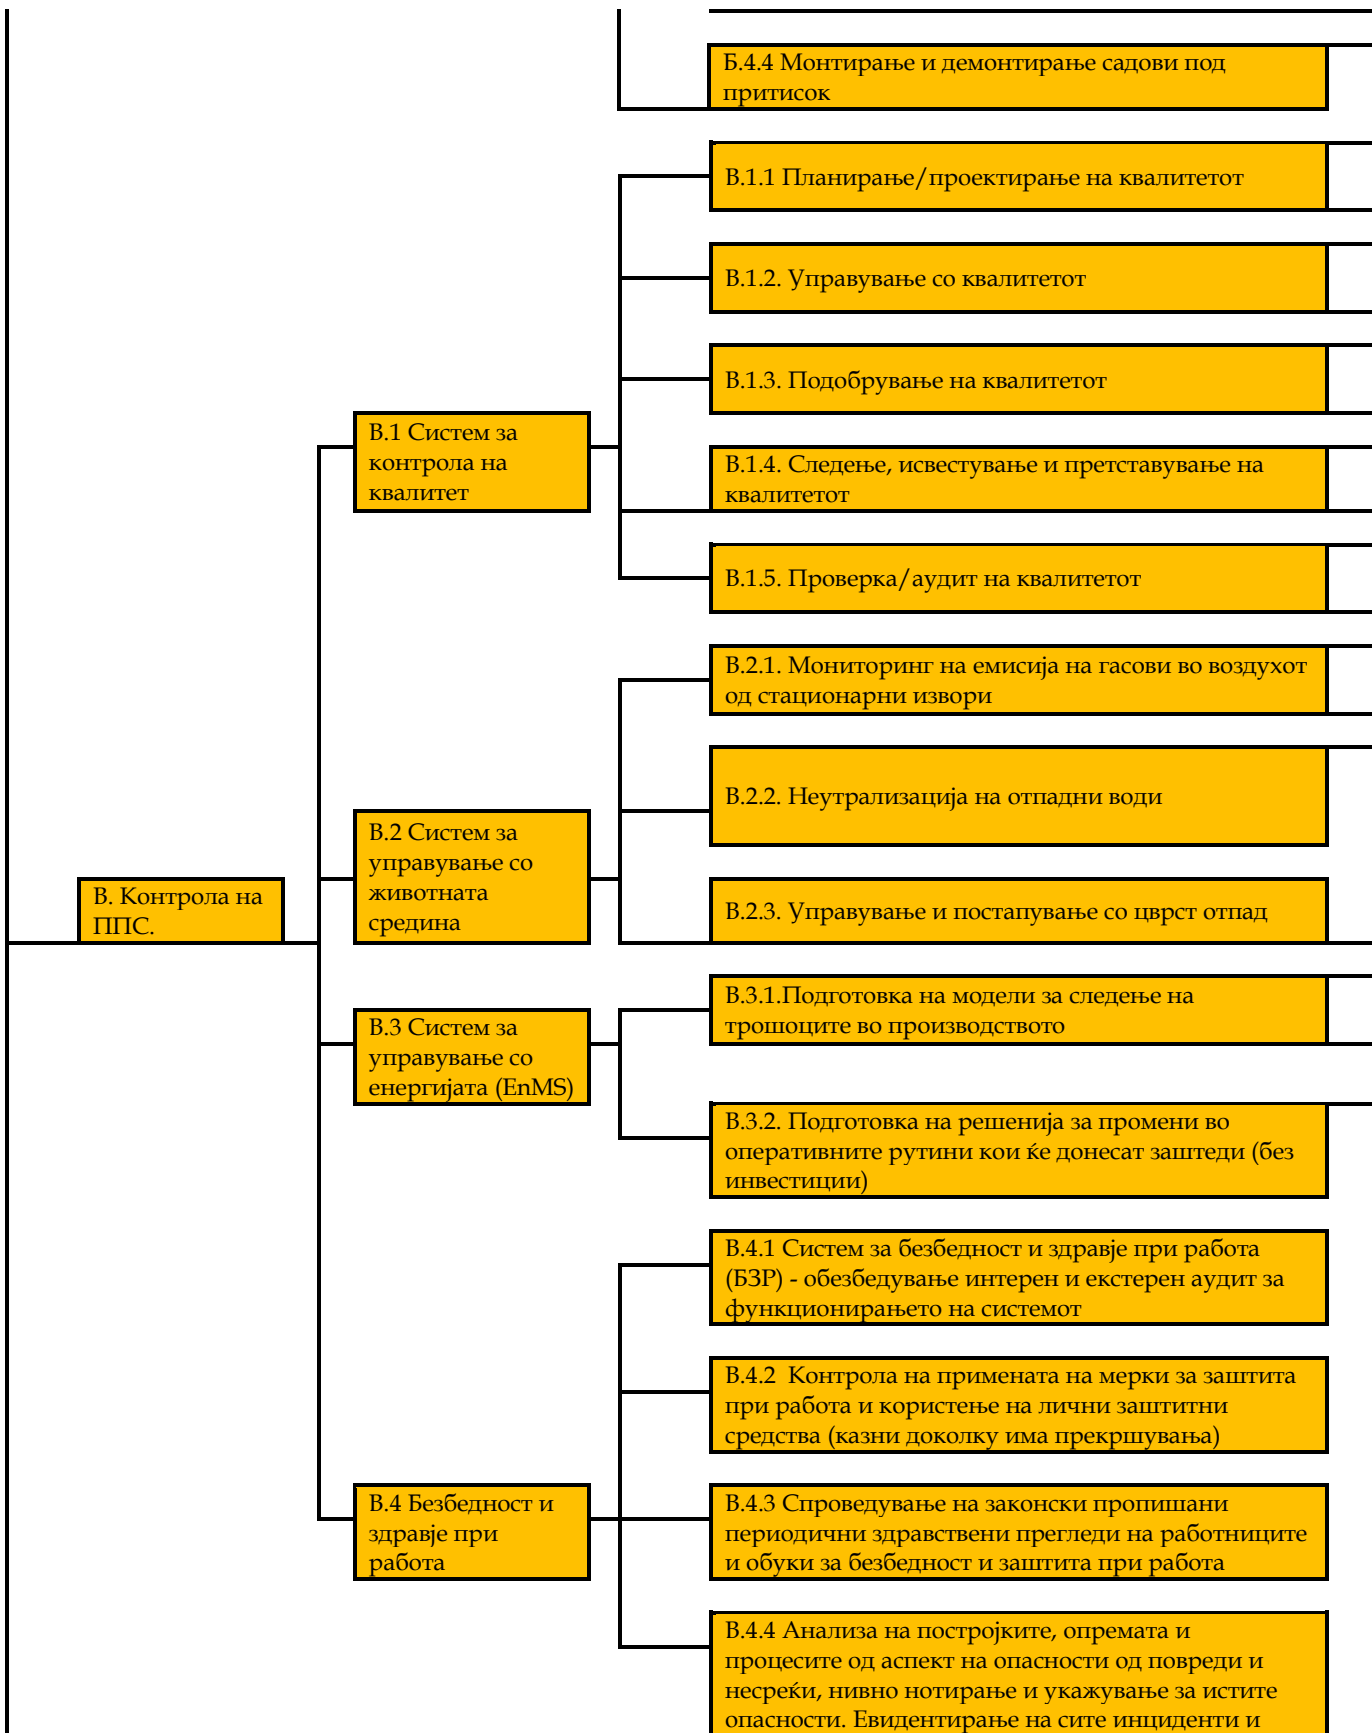 Б.4.4 Монтирање и демонтирање садови под
притисок
В.1.1 Планирање/проектирање на квалитетот
В.1.2. Управување со квалитетот
В.1.3. Подобрување на квалитетот
В.1 Систем за
контрола на
квалитет
В.1.4. Следење, исвестување и претставување на
квалитетот
В.1.5. Проверка/аудит на квалитетот
В.2.1. Мониторинг на емисија на гасови во воздухот
од стационарни извори
В.2.2. Неутрализација на отпадни води
В.2 Систем за
управување со
животната
средина
В. Контрола на
ППС.
В.2.3. Управување и постапување со цврст отпад
В.3.1.Подготовка на модели за следење на
трошоците во производството
В.3 Систем за
управување со
енергијата (EnMS)
В.3.2. Подготовка на решенија за промени во
оперативните рутини кои ќе донесат заштеди (без
инвестиции)
В.4.1 Систем за безбедност и здравје при работа
(БЗР) - обезбедување интерен и екстерен аудит за
функционирањето на системот
В.4.2  Контрола на примената на мерки за заштита
при работа и користење на лични заштитни
средства (казни доколку има прекршувања)
В.4 Безбедност и
здравје при
работа
В.4.3 Спроведување на законски пропишани
периодични здравствени прегледи на работниците
и обуки за безбедност и заштита при работа
В.4.4 Анализа на постројките, опремата и
процесите од аспект на опасности од повреди и
несреќи, нивно нотирање и укажување за истите
опасности. Евидентирање на сите инциденти и